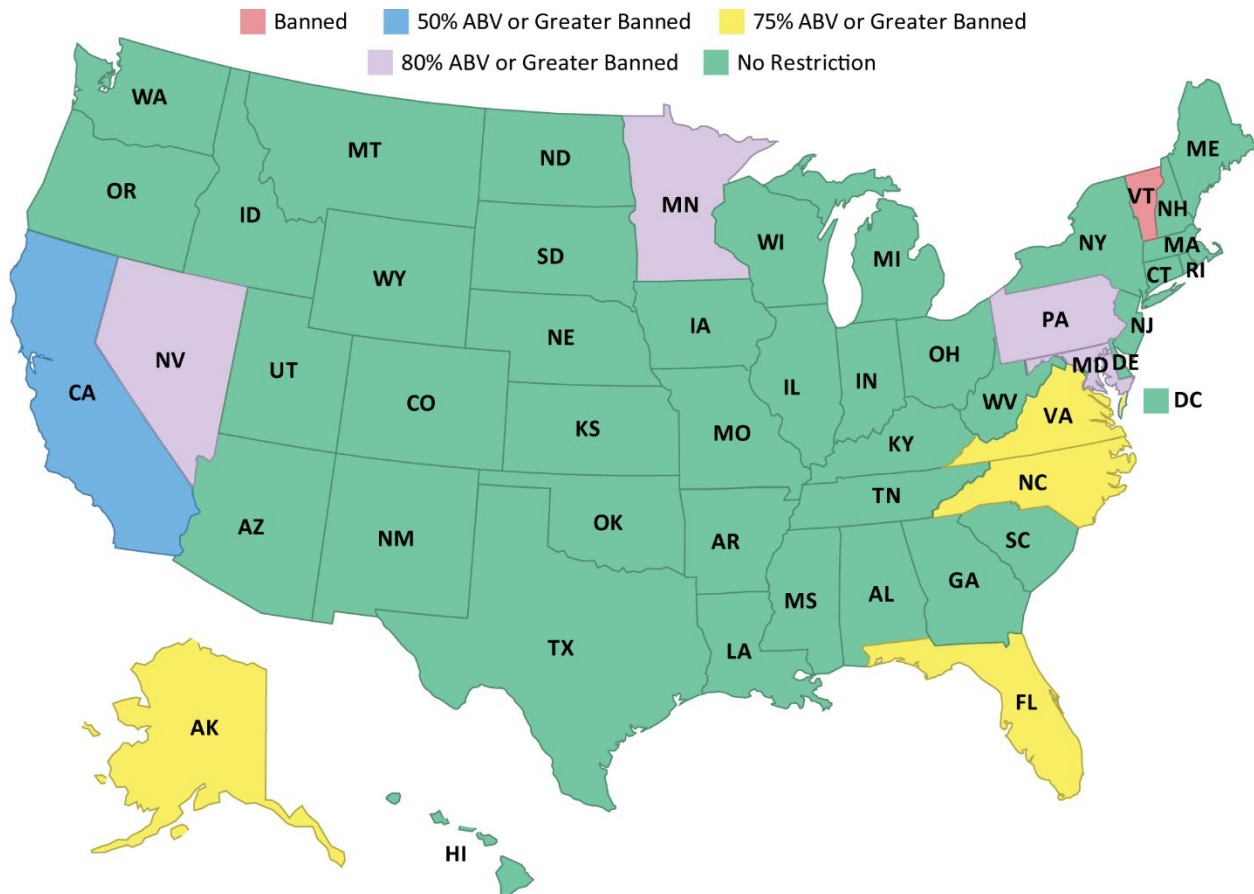 Banned 50% ABV or Greater Banned 75% ABV or Greater Banned
80% ABV or Greater Banned No Restriction
WA
MT
ND
MN
ME
OR
ID
SD
WI
MI
VT
NH
NY
MA
CT
RI
WY
IA
PA
NJ
NE
OH
NV
UT
IL
IN
MD
DE
CA
CO
WV
VA
DC
KS
MO
KY
NC
TN
AZ
NM
OK
AR
SC
MS
AL
GA
TX
LA
FL
AK
HI